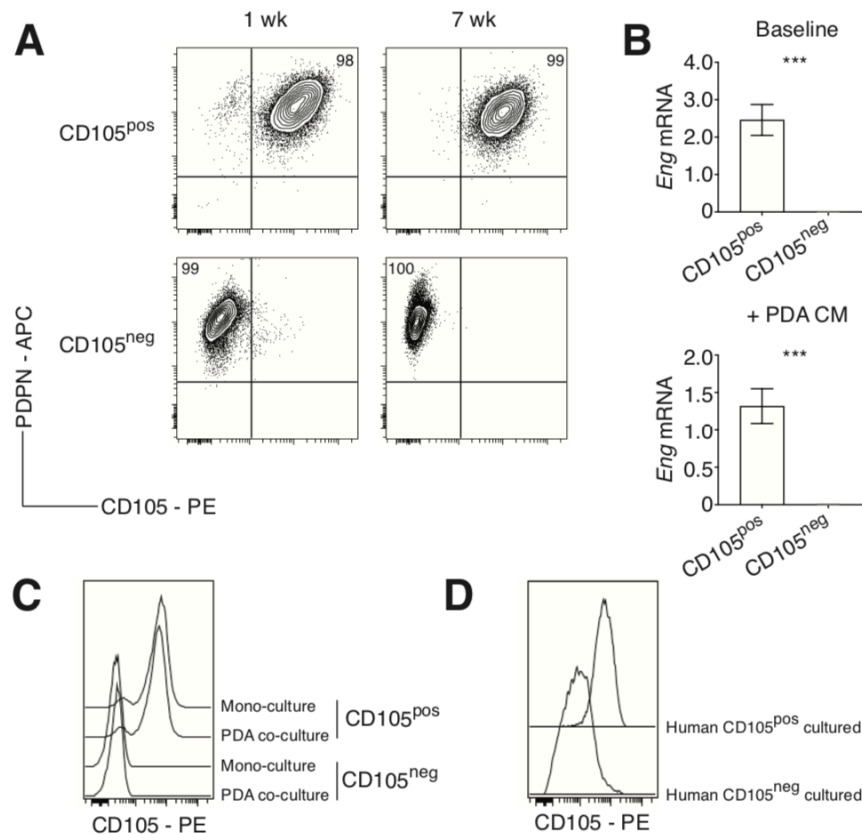 A
1 wk
7 wk
CD105pos
98
99
CD105neg
99
100
PDPN - APC
CD105 - PE
B
Baseline
***
4.0
3.0
2.0
1.0
0
Eng mRNA
CD105pos
CD105neg
+ PDA CM
***
2.0
1.5
1.0
0.5
0
Eng mRNA
CD105pos
CD105neg
C
Mono-culture
PDA co-culture
CD105pos
Mono-culture
PDA co-culture
CD105neg
CD105 - PE
D
Human CD105pos cultured
Human CD105neg cultured
CD105 - PE